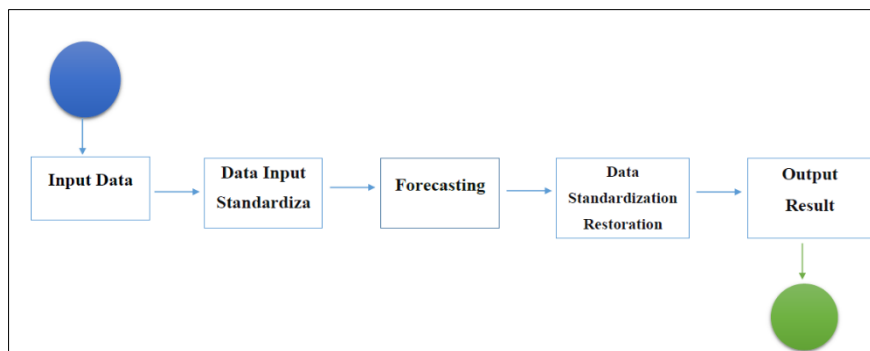 Input Data
Data Input
Standardiza
Forecasting
Data
Standardization
Restoration
Output
Result